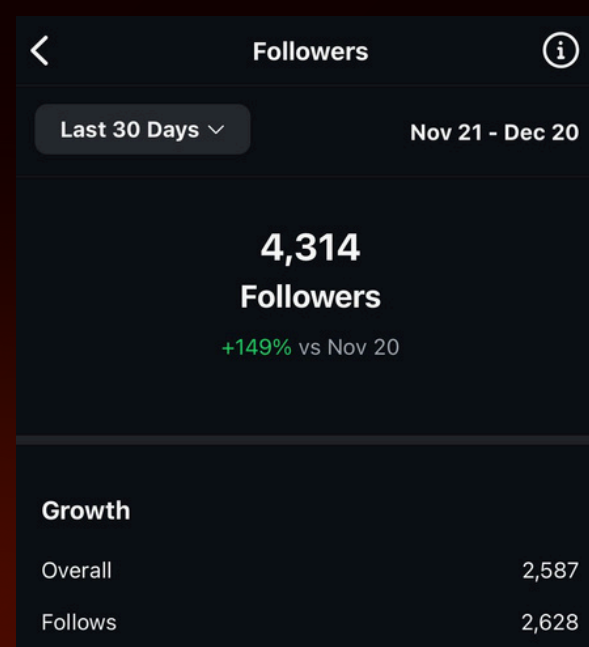 Followers
Last 30 Days
Nov 21 - Dec 20
4,314
Followers
+149% vs Nov 20
Growth
Overall 2,587
Follows 2,628